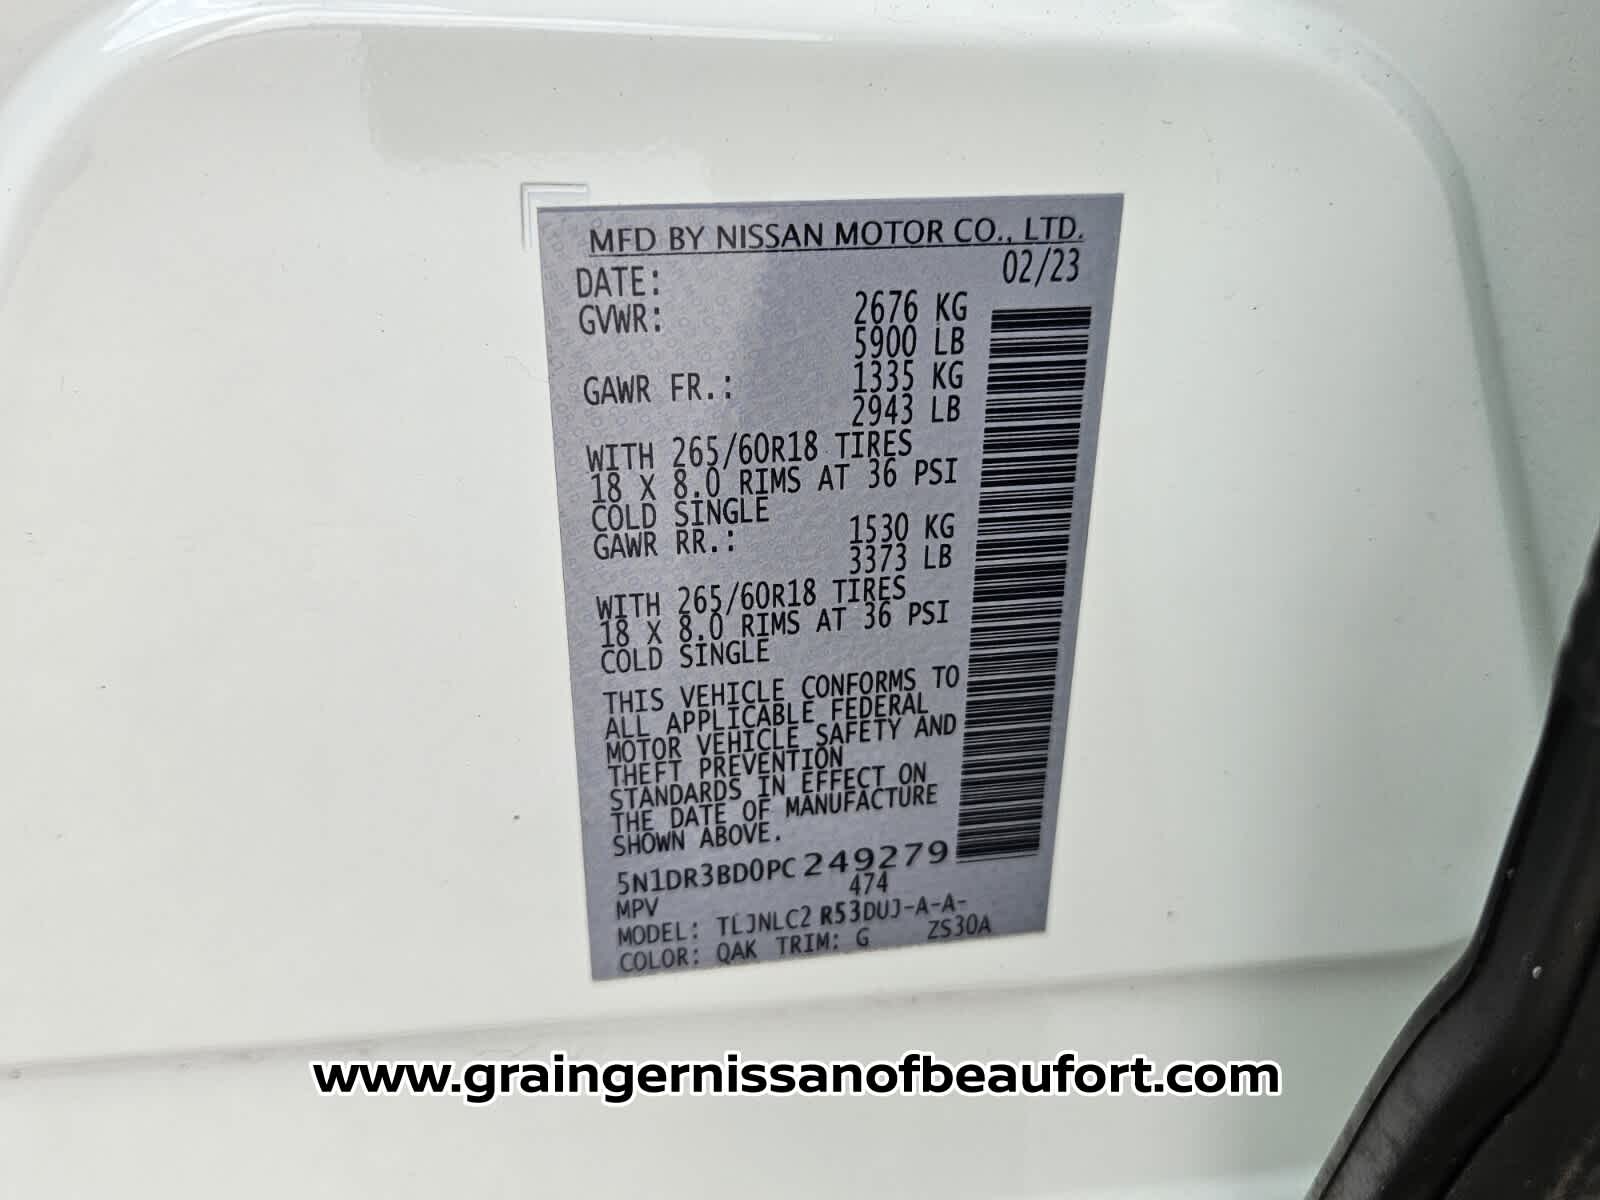 MFD BY NISSAN MOTOR CO., LTD.
DATE: 02/23
GVWR: 2676 KG
5900 LB
GAWR FR.: 1335 KG
2943 LB
WITH 265/60R18 TIRES
18 X 8.0 RIMS AT 36 PSI
COLD SINGLE
GAWR RR.: 1530 KG
3373 LB
WITH 265/60R18 TIRES
18 X 8.0 RIMS AT 36 PSI
COLD SINGLE
THIS VEHICLE CONFORMS TO
ALL APPLICABLE FEDERAL
MOTOR VEHICLE SAFETY AND
THEFT PREVENTION
STANDARDS IN EFFECT ON
THE DATE OF MANUFACTURE
SHOWN ABOVE.
5N1DR3BD0PC249279
MPV 474
MODEL: TLJNLC2 R53DUJ-A-A-
COLOR: QAK TRIM: G ZS30A
www.graingernissanofbeaufort.com